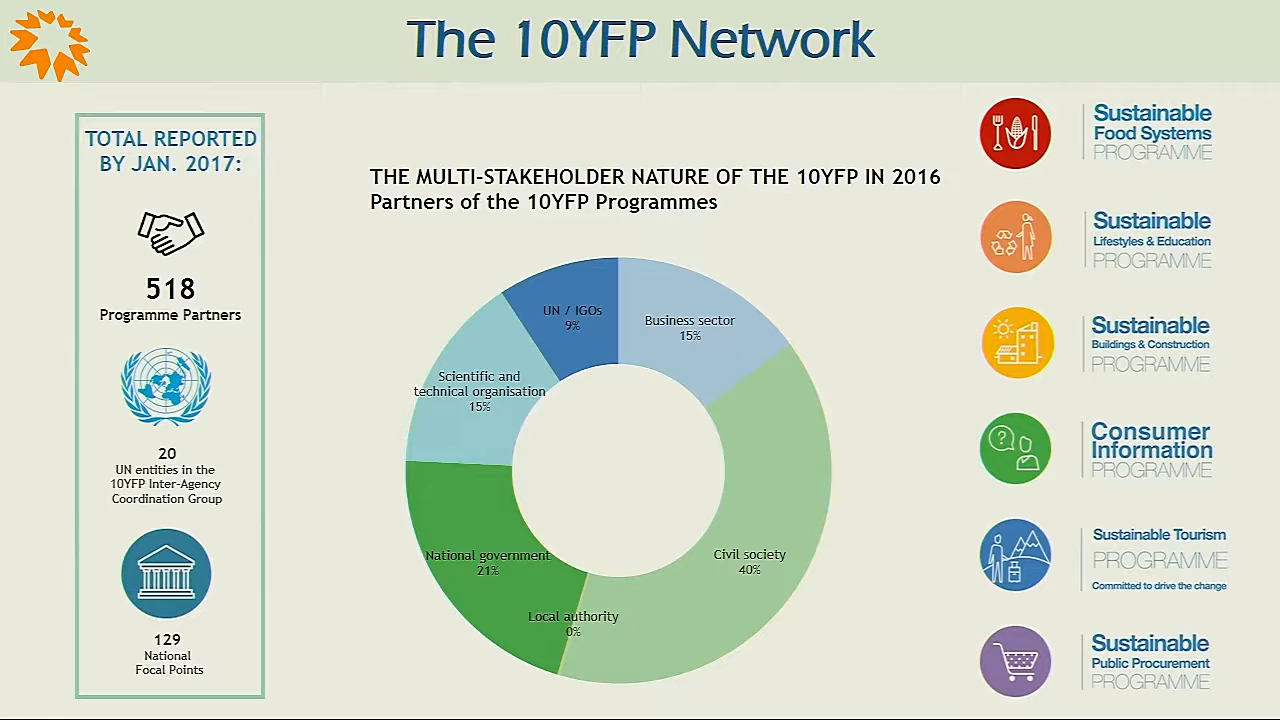 The 10YFP Network
TOTAL REPORTED
BY JAN. 2017:
518
Programme Partners
20
UN entities in the
10YFP Inter-Agency
Coordination Group
129
National
Focal Points
THE MULTI-STAKEHOLDER NATURE OF THE 10YFP IN 2016
Partners of the 10YFP Programmes
UN / IGOs
9%
Business sector
15%
Scientific and
technical organisation
15%
National government
21%
Civil society
40%
Local authority
0%
Sustainable
Food Systems
PROGRAMME
Sustainable
Lifestyles & Education
PROGRAMME
Sustainable
Buildings & Construction
PROGRAMME
Consumer
Information
PROGRAMME
Sustainable Tourism
PROGRAMME
Committed to drive the change
Sustainable
Public Procurement
PROGRAMME